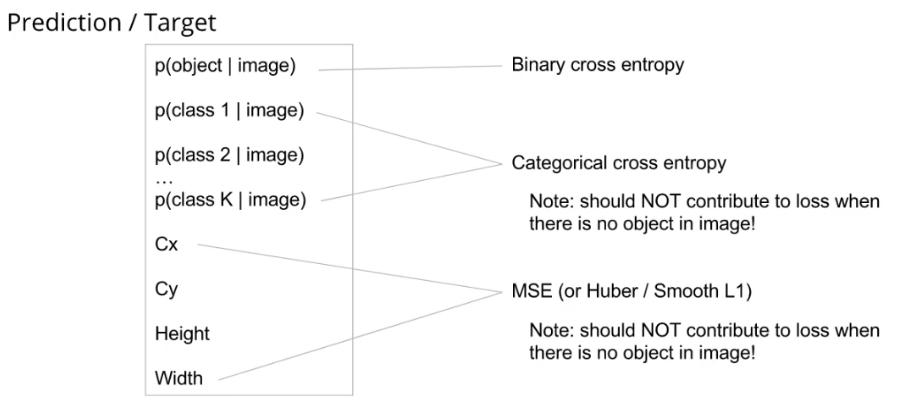 Prediction / Target
p(object | image)
Binary cross entropy
p(class 1 | image)
p(class 2 | image)
...
p(class K | image)
Categorical cross entropy
Note: should NOT contribute to loss when
there is no object in image!
Cx
Cy
Height
Width
MSE (or Huber / Smooth L1)
Note: should NOT contribute to loss when
there is no object in image!